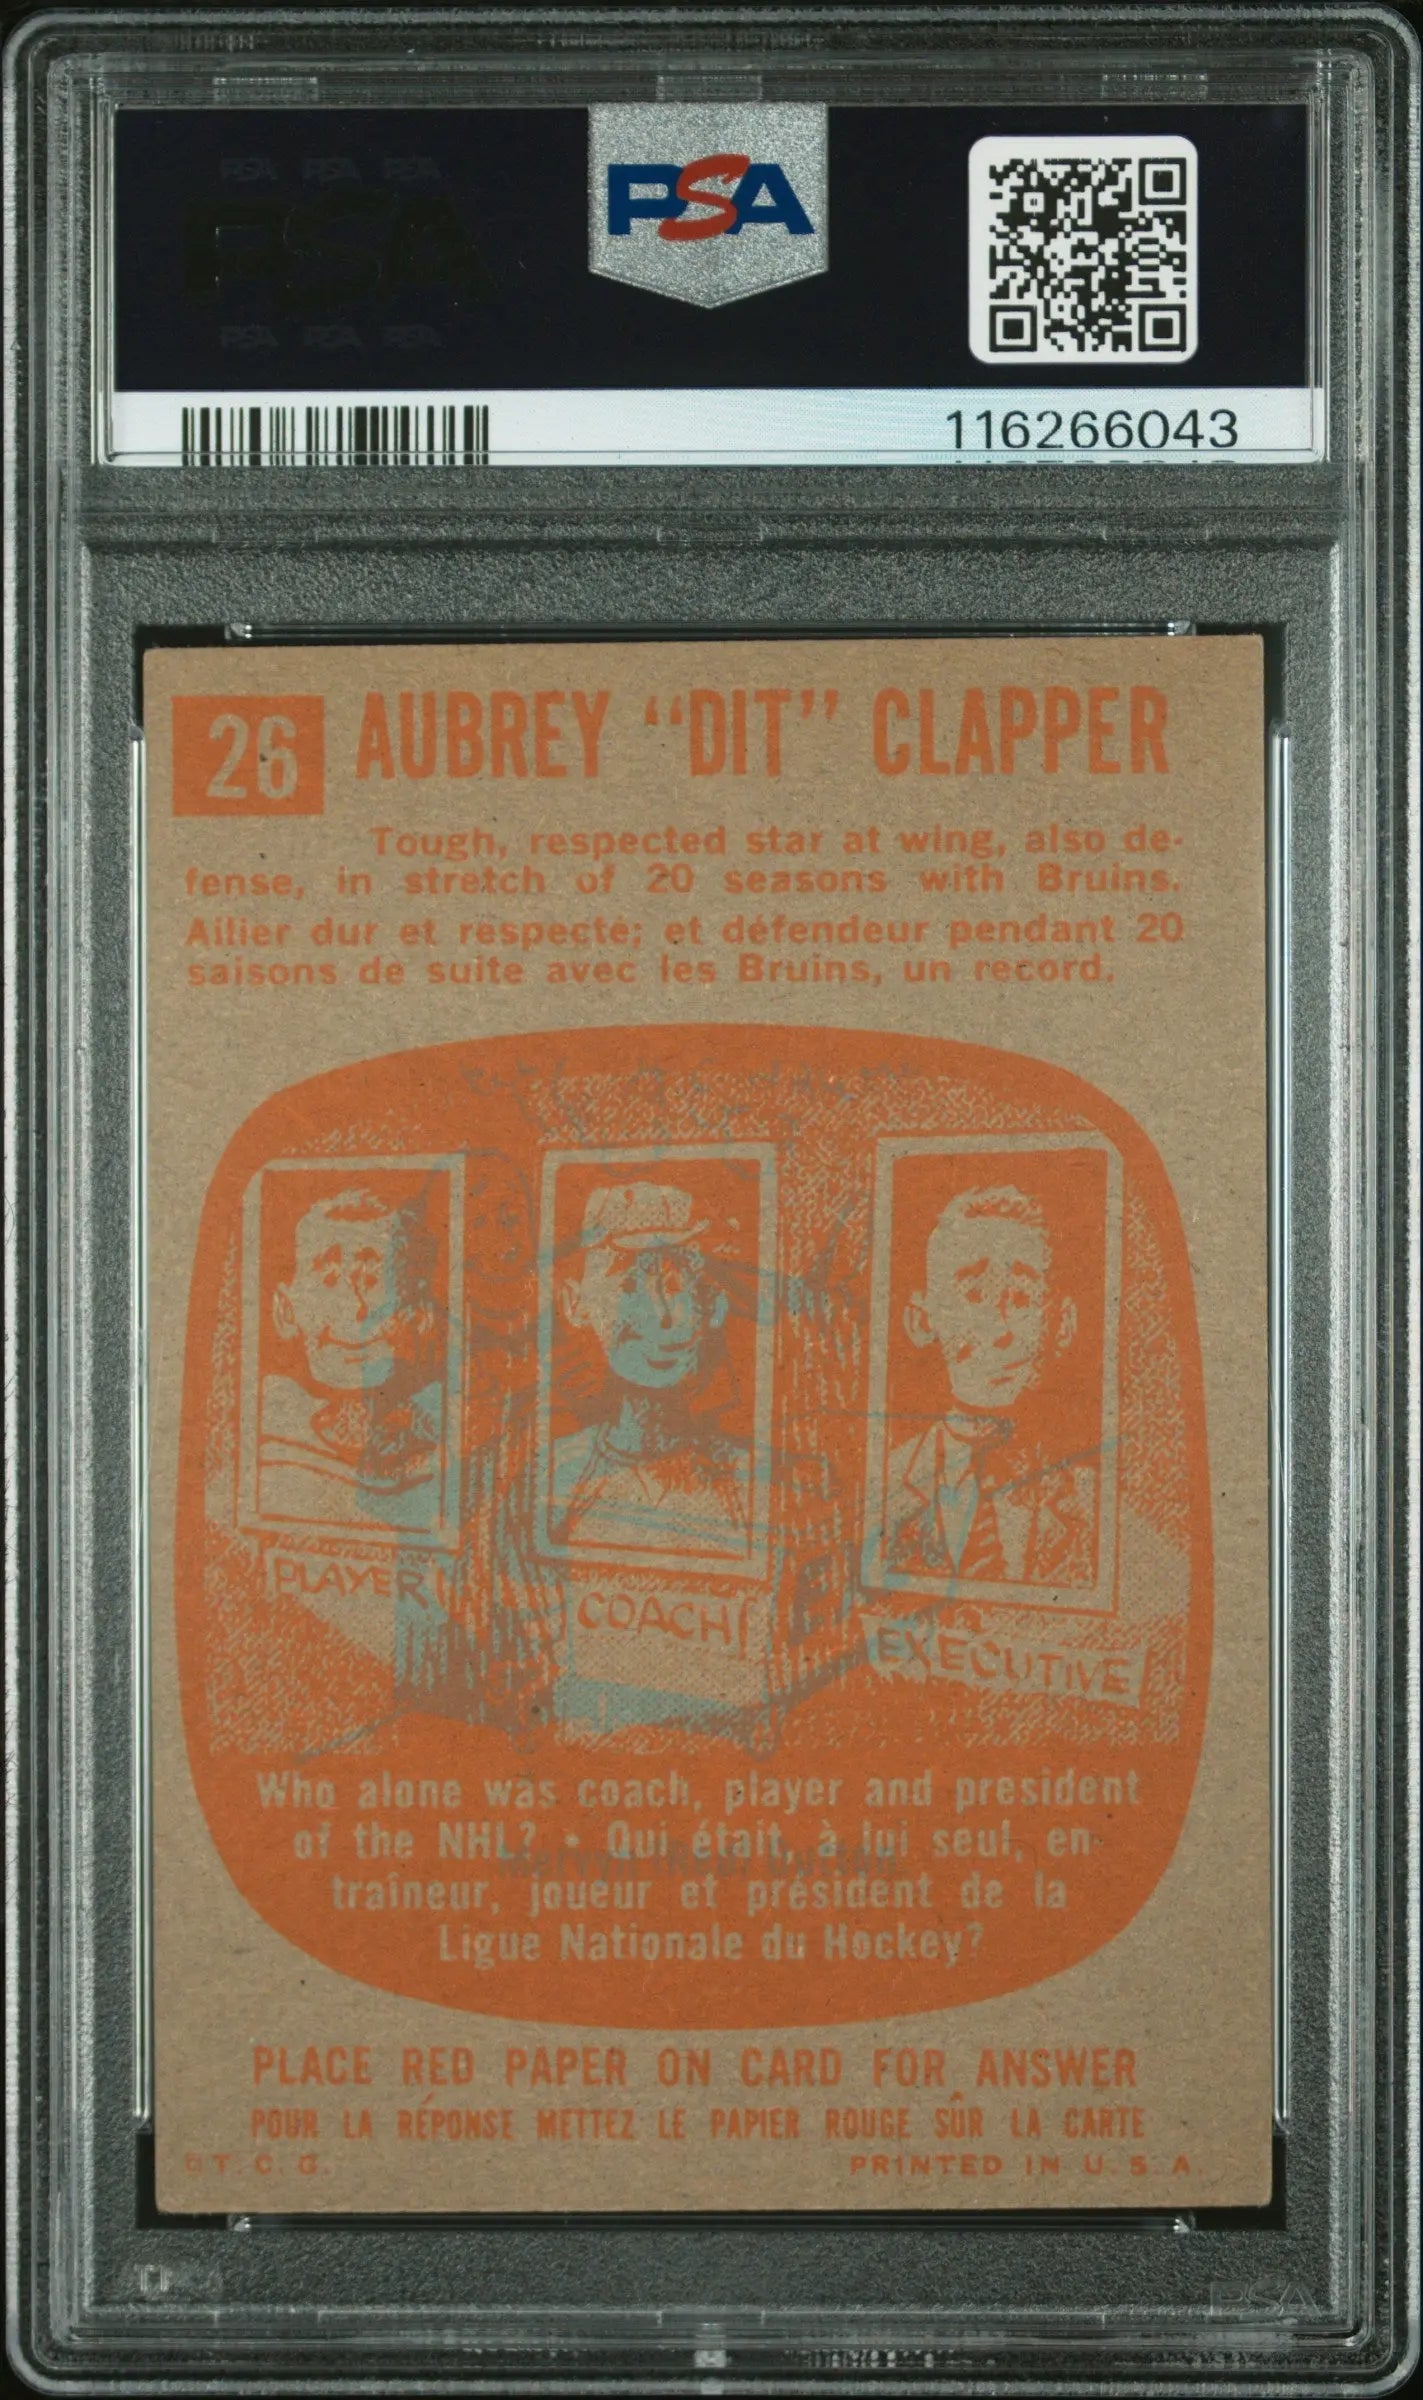 PSA
116266043
26 AUBREY "DIT" CLAPPER
Tough, respected star at wing, also de-
fense, in stretch of 20 seasons with Bruins.
Ailier dur et respecté; et défendeur pendant 20
saisons de suite avec les Bruins, un record.
PLAYER
COACH
EXECUTIVE
Who alone was coach, player and president
of the NHL? • Qui était, à lui seul, en-
traîneur, joueur et président de la
Ligue Nationale du Hockey?
PLACE RED PAPER ON CARD FOR ANSWER
POUR LA RÉPONSE METTEZ LE PAPIER ROUGE SÛR LA CARTE
© T. C. G. PRINTED IN U. S. A.
PSA